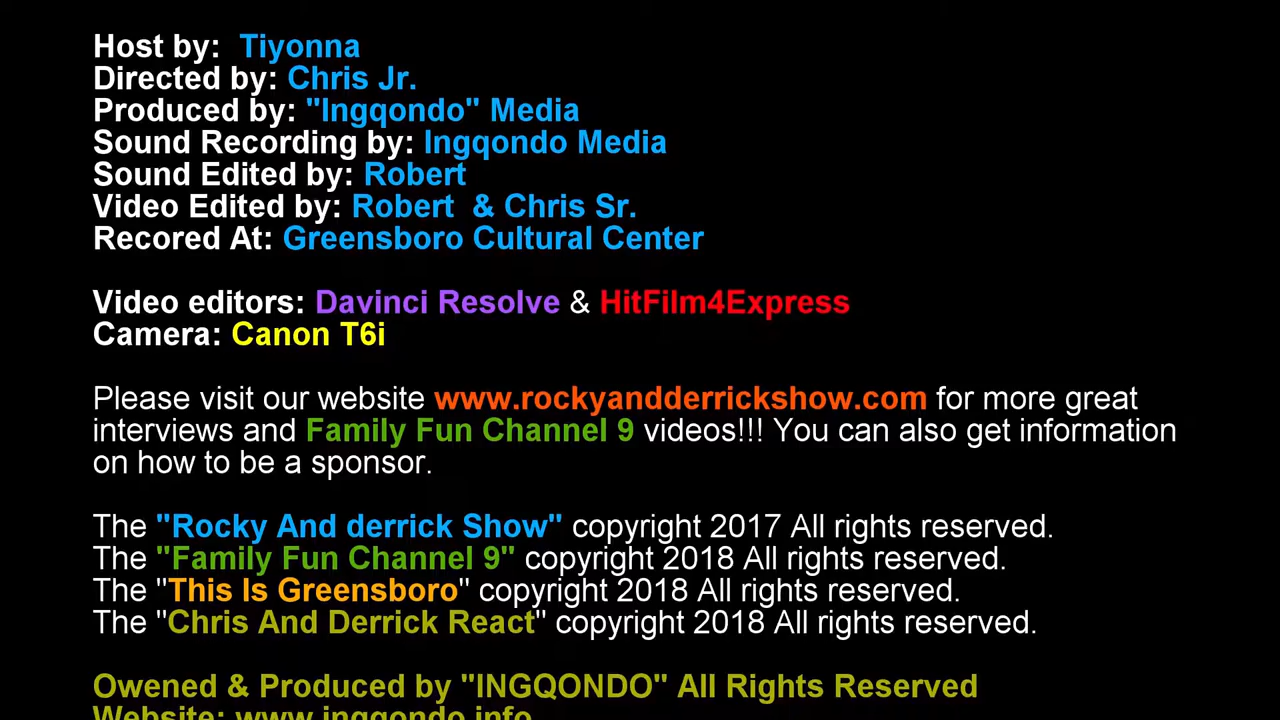 Host by:  Tiyonna
Directed by: Chris Jr.
Produced by: "Ingqondo" Media
Sound Recording by: Ingqondo Media
Sound Edited by: Robert
Video Edited by: Robert  & Chris Sr.
Recored At: Greensboro Cultural Center
Video editors: Davinci Resolve & HitFilm4Express
Camera: Canon T6i
Please visit our website www.rockyandderrickshow.com for more great
interviews and Family Fun Channel 9 videos!!! You can also get information
on how to be a sponsor.
The "Rocky And derrick Show" copyright 2017 All rights reserved.
The "Family Fun Channel 9" copyright 2018 All rights reserved.
The "This Is Greensboro" copyright 2018 All rights reserved.
The "Chris And Derrick React" copyright 2018 All rights reserved.
Owened & Produced by "INGQONDO" All Rights Reserved
Website: www.ingqondo.info